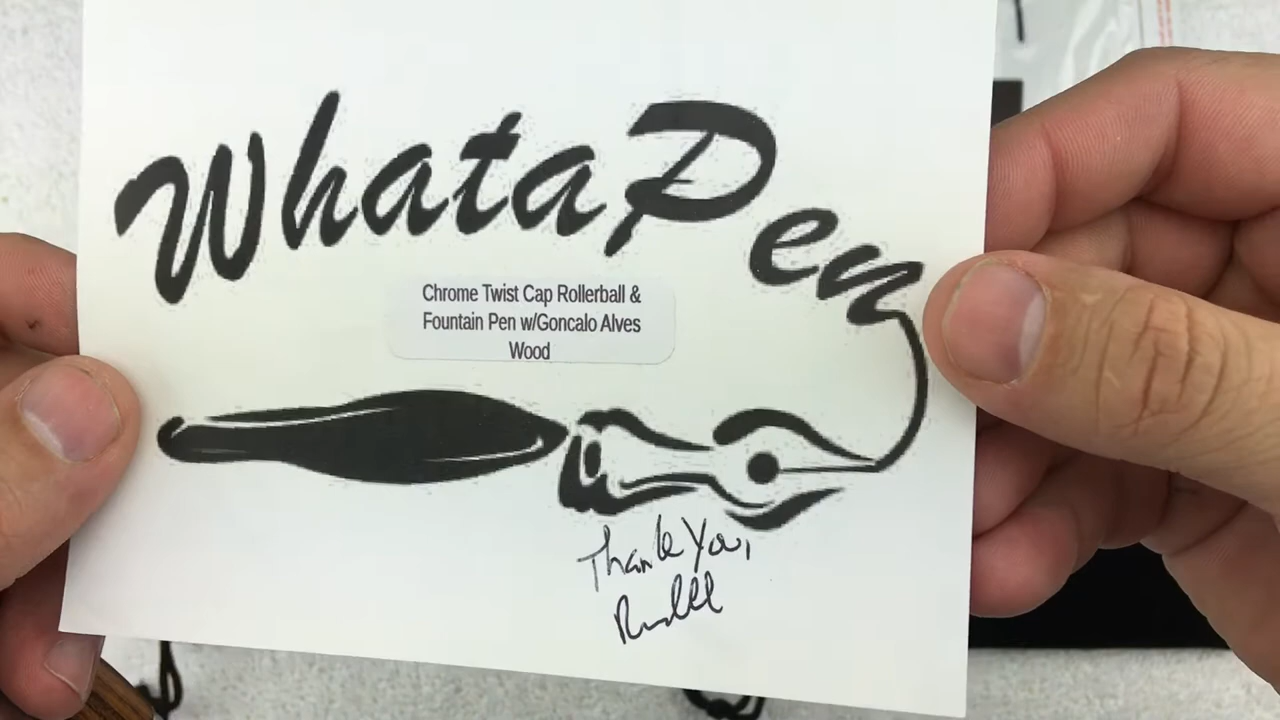 WhataPen
Chrome Twist Cap Rollerball &
Fountain Pen w/Goncalo Alves
Wood
Thank You,